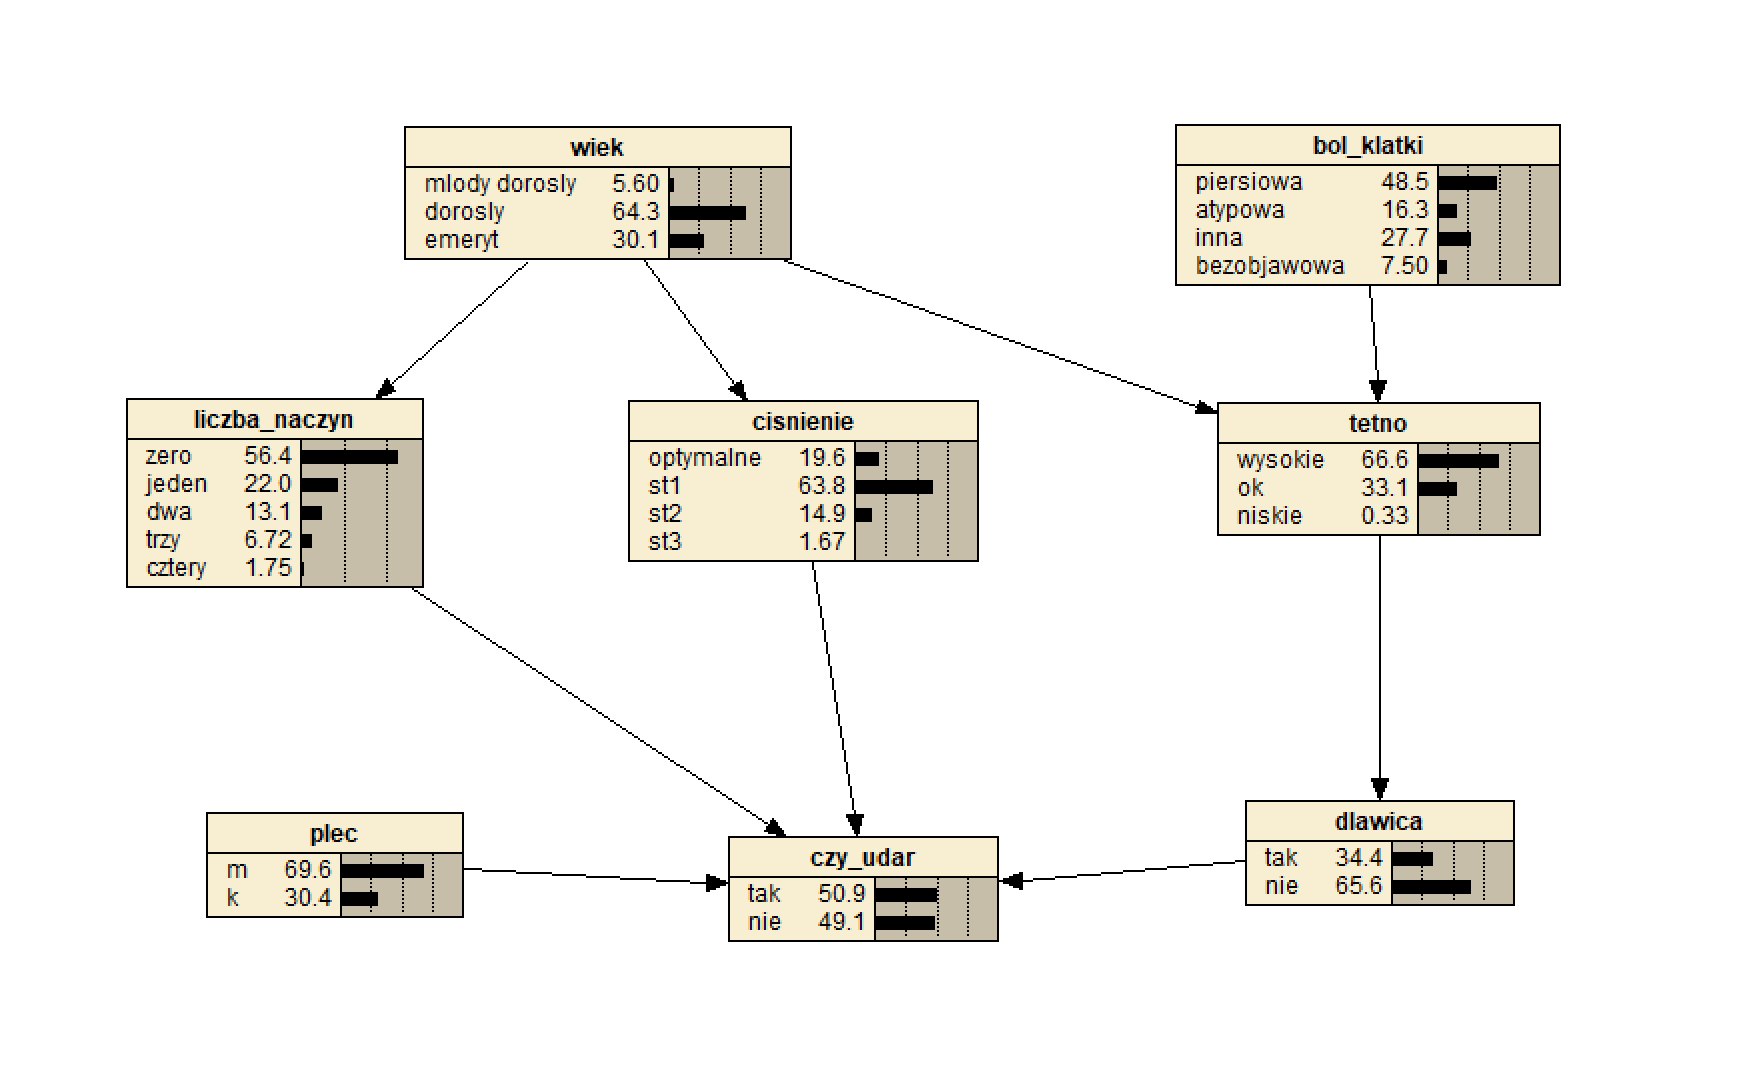 wiek
mlody dorosly 5.60
dorosly 64.3
emeryt 30.1
bol_klatki
piersiowa 48.5
atypowa 16.3
inna 27.7
bezobjawowa 7.50
liczba_naczyn
zero 56.4
jeden 22.0
dwa 13.1
trzy 6.72
cztery 1.75
cisnienie
optymalne 19.6
st1 63.8
st2 14.9
st3 1.67
tetno
wysokie 66.6
ok 33.1
niskie 0.33
plec
m 69.6
k 30.4
czy_udar
tak 50.9
nie 49.1
dlawica
tak 34.4
nie 65.6